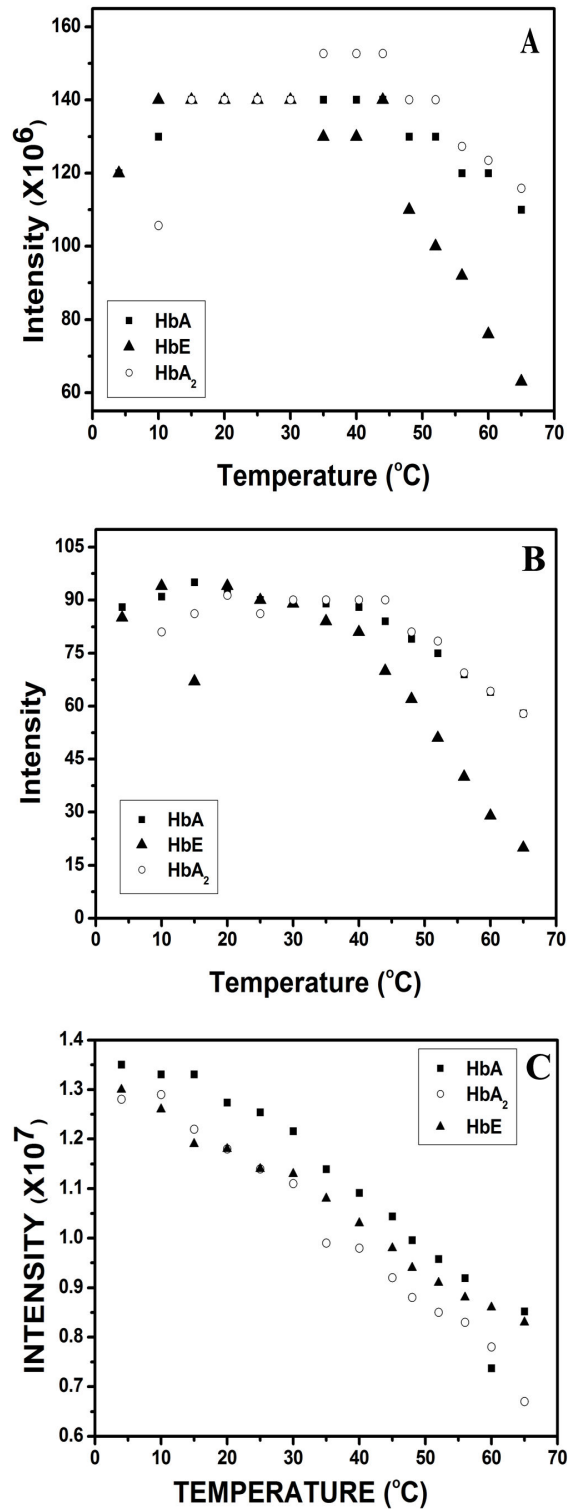 A
160
140
120
100
80
60
Intensity (X10⁶)
HbA
HbE
HbA₂
0 10 20 30 40 50 60 70
Temperature (°C)
B
105
90
75
60
45
30
15
0
Intensity
HbA
HbE
HbA₂
0 10 20 30 40 50 60 70
Temperature (°C)
C
1.4
1.3
1.2
1.1
1.0
0.9
0.8
0.7
0.6
INTENSITY (X10⁷)
HbA
HbA₂
HbE
0 10 20 30 40 50 60 70
TEMPERATURE (°C)